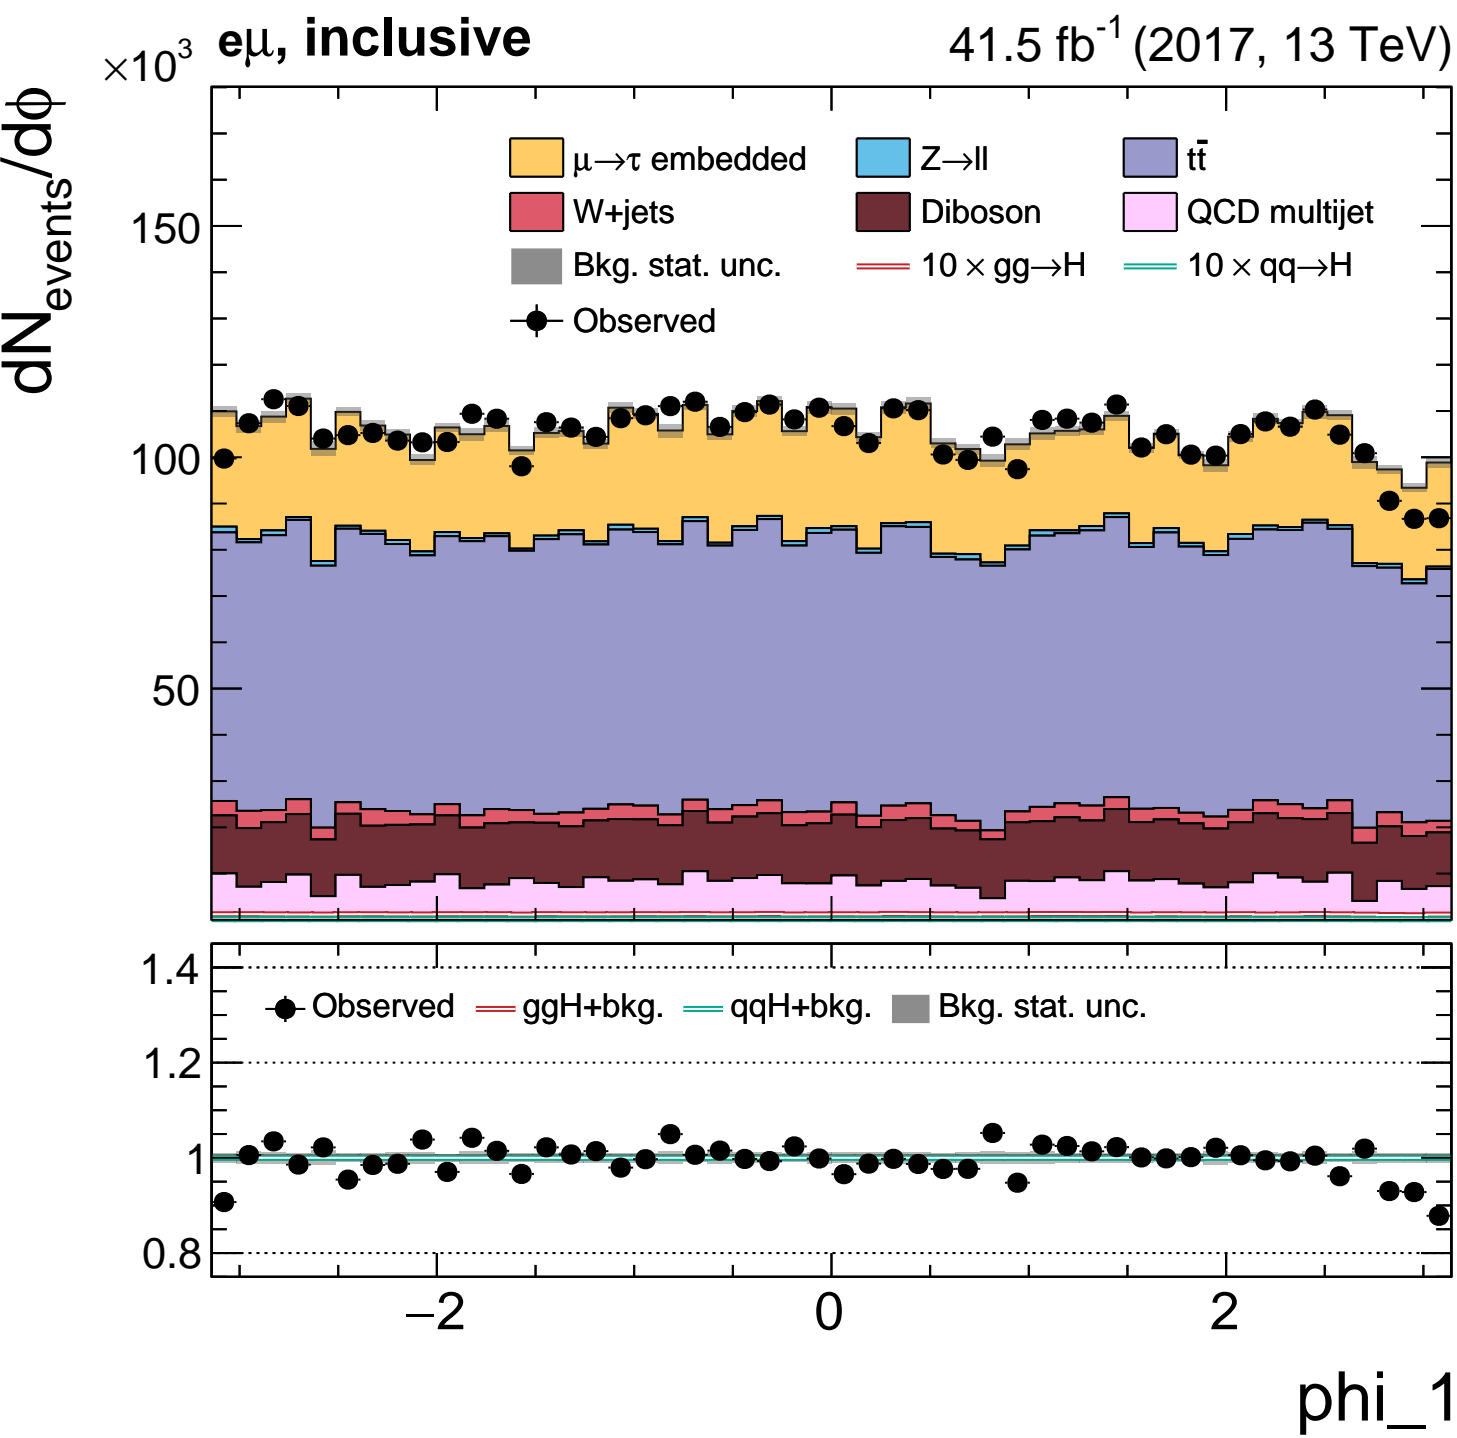 ×10³ eμ, inclusive 41.5 fb⁻¹ (2017, 13 TeV)
dN_events/dϕ
μ→τ embedded Z→ll tt̄
W+jets Diboson QCD multijet
Bkg. stat. unc. 10 × gg→H 10 × qq→H
Observed
150
100
50
1.4
Observed ggH+bkg. qqH+bkg. Bkg. stat. unc.
1.2
1
0.8
−2 0 2
phi_1